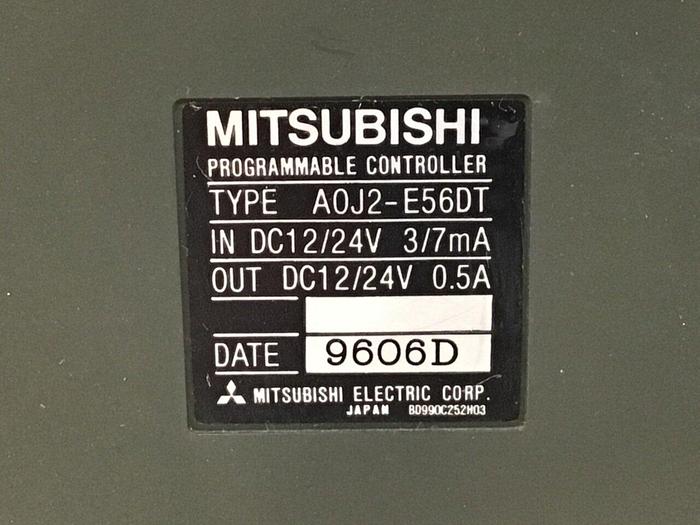 MITSUBISHI
PROGRAMMABLE CONTROLLER
TYPE A0J2-E56DT
IN DC12/24V 3/7mA
OUT DC12/24V 0.5A
DATE 9606D
MITSUBISHI ELECTRIC CORP.
JAPAN BD990C252H03